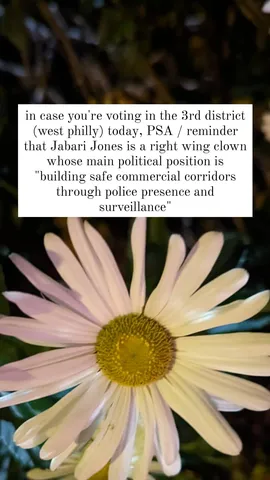 in case you're voting in the 3rd district
(west philly) today, PSA / reminder
that Jabari Jones is a right wing clown
whose main political position is
"building safe commercial corridors
through police presence and
surveillance"